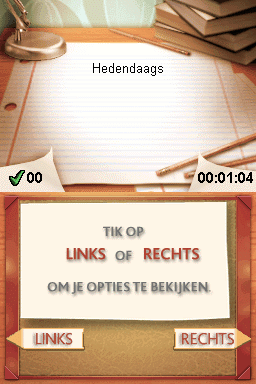 Hedendaags
00
00:01:04
TIK OP
LINKS OF RECHTS
OM JE OPTIES TE BEKIJKEN.
LINKS
RECHTS